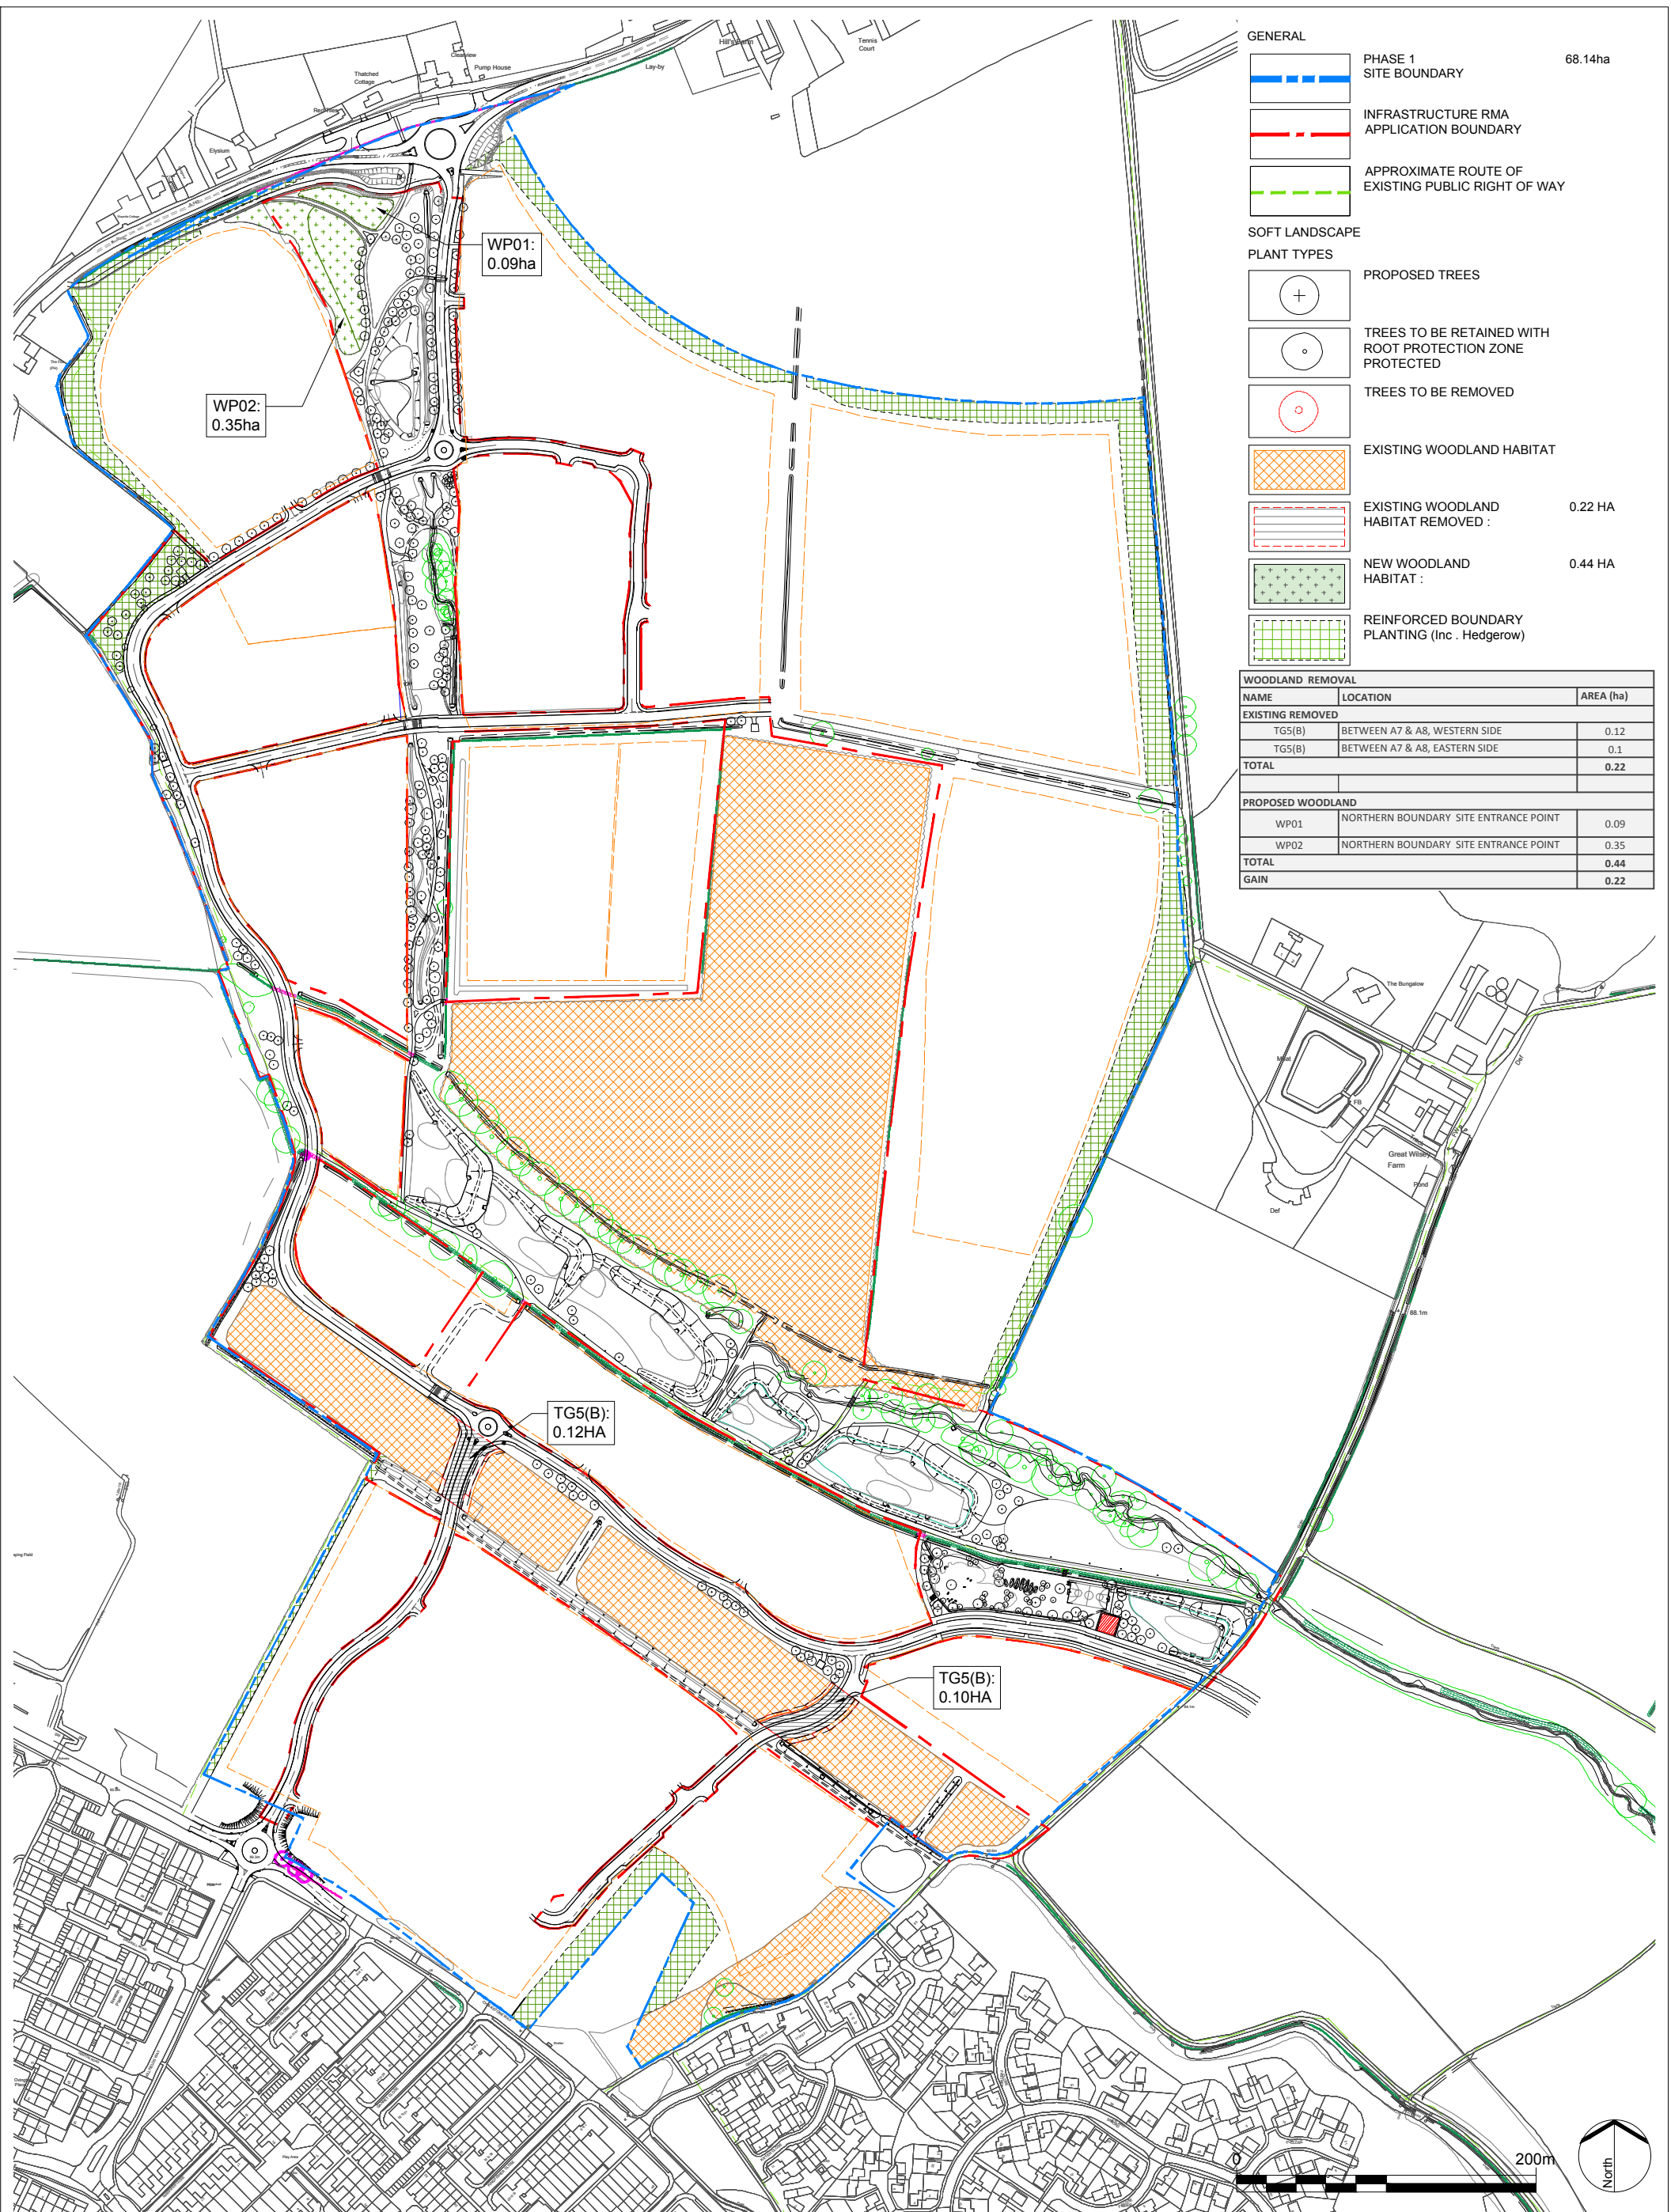 GENERAL
PHASE 1 68.14ha
SITE BOUNDARY
INFRASTRUCTURE RMA
APPLICATION BOUNDARY
APPROXIMATE ROUTE OF
EXISTING PUBLIC RIGHT OF WAY
SOFT LANDSCAPE
PLANT TYPES
PROPOSED TREES
TREES TO BE RETAINED WITH
ROOT PROTECTION ZONE
PROTECTED
TREES TO BE REMOVED
EXISTING WOODLAND HABITAT
EXISTING WOODLAND 0.22 HA
HABITAT REMOVED :
NEW WOODLAND 0.44 HA
HABITAT :
REINFORCED BOUNDARY
PLANTING (Inc . Hedgerow)
WOODLAND REMOVAL
NAME LOCATION AREA (ha)
EXISTING REMOVED
TG5(B) BETWEEN A7 & A8, WESTERN SIDE 0.12
TG5(B) BETWEEN A7 & A8, EASTERN SIDE 0.1
TOTAL 0.22
PROPOSED WOODLAND
WP01 NORTHERN BOUNDARY SITE ENTRANCE POINT 0.09
WP02 NORTHERN BOUNDARY SITE ENTRANCE POINT 0.35
TOTAL 0.44
GAIN 0.22
Tennis
Court
Clearview
Pump House
Lay-by
Thatched
Cottage
Elysium
WP01:
0.09ha
WP02:
0.35ha
The Bungalow
Moat
FB
Def
Great Wilsey
Farm
Pond
Def
88.1m
TG5(B):
0.12HA
TG5(B):
0.10HA
0 200m
North